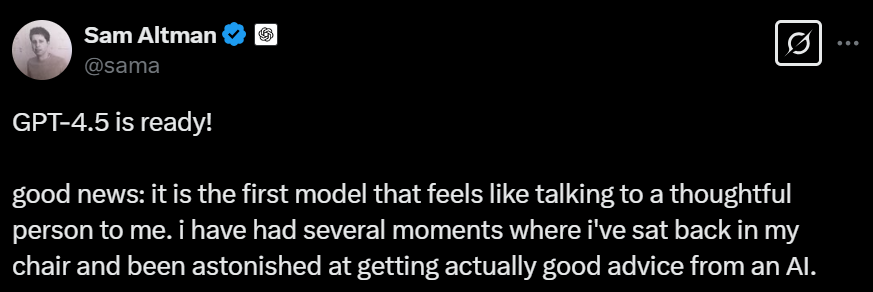 Sam Altman
@sama
GPT-4.5 is ready!
good news: it is the first model that feels like talking to a thoughtful
person to me. i have had several moments where i've sat back in my
chair and been astonished at getting actually good advice from an AI.